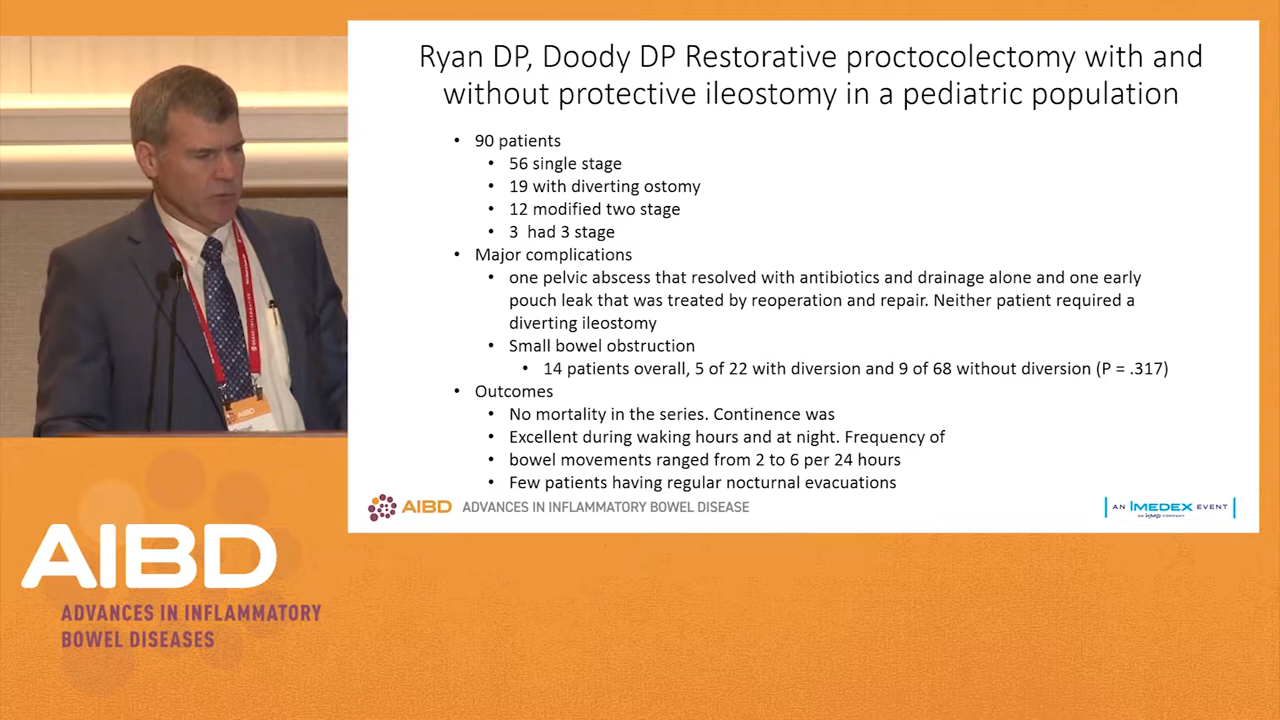 Ryan DP, Doody DP Restorative proctocolectomy with and
without protective ileostomy in a pediatric population
• 90 patients
• 56 single stage
• 19 with diverting ostomy
• 12 modified two stage
• 3 had 3 stage
• Major complications
• one pelvic abscess that resolved with antibiotics and drainage alone and one early
pouch leak that was treated by reoperation and repair. Neither patient required a
diverting ileostomy
• Small bowel obstruction
• 14 patients overall, 5 of 22 with diversion and 9 of 68 without diversion (P = .317)
• Outcomes
• No mortality in the series. Continence was
• Excellent during waking hours and at night. Frequency of
• bowel movements ranged from 2 to 6 per 24 hours
• Few patients having regular nocturnal evacuations
AIBD ADVANCES IN INFLAMMATORY BOWEL DISEASE
AN IMEDEX EVENT
AIBD
AIBD
ADVANCES IN INFLAMMATORY
BOWEL DISEASES